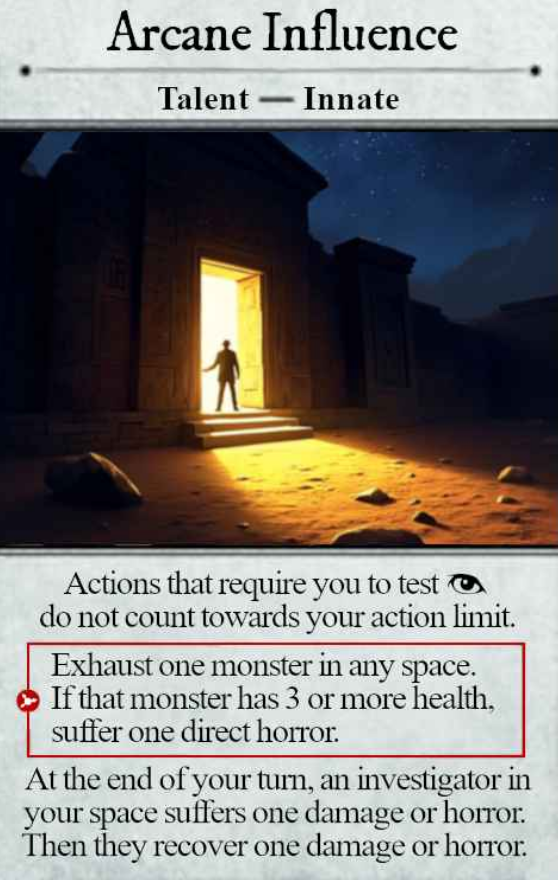 Arcane Influence
Talent — Innate
Actions that require you to test
do not count towards your action limit.
Exhaust one monster in any space.
If that monster has 3 or more health,
suffer one direct horror.
At the end of your turn, an investigator in
your space suffers one damage or horror.
Then they recover one damage or horror.